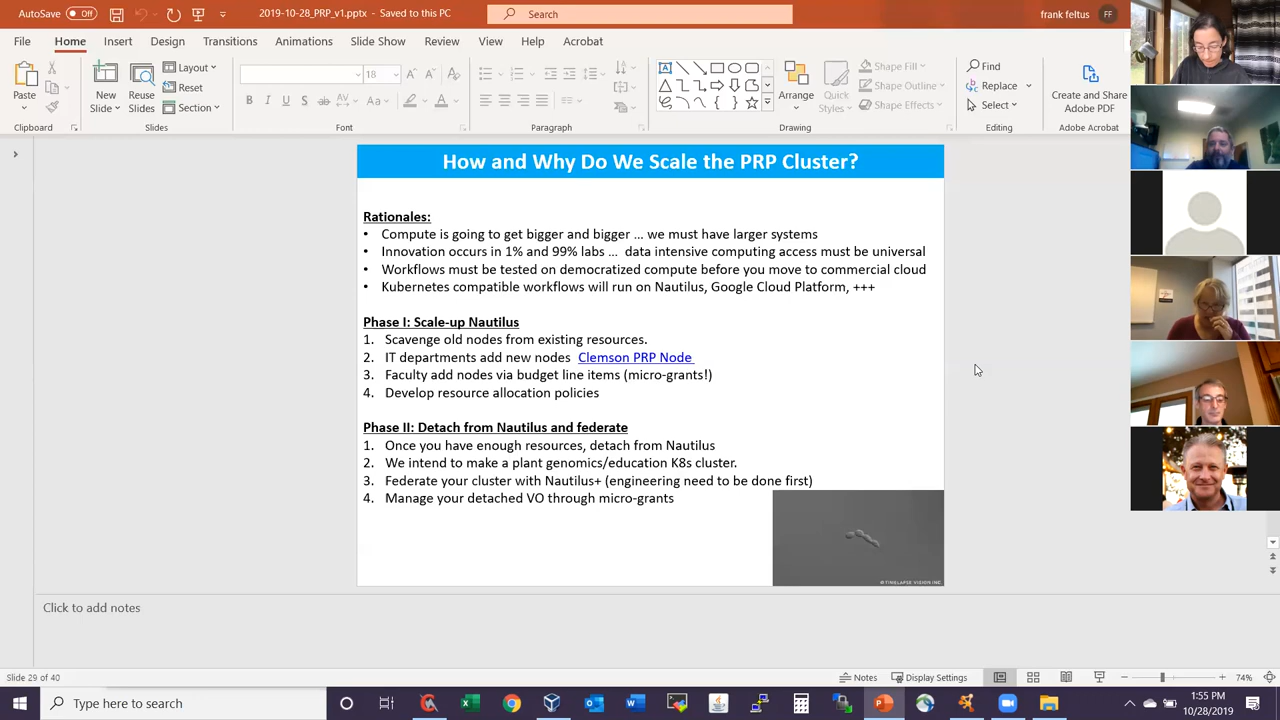 AutoSave Off 2019-10-28_PRP_v1.pptx - Saved to this PC Search frank feltus FF
File Home Insert Design Transitions Animations Slide Show Review View Help Acrobat
Paste
Clipboard
New Slide
Reuse Slides
Layout
Reset
Section
Slides
18
Font
Paragraph
Arrange
Quick Styles
Shape Fill
Shape Outline
Shape Effects
Drawing
Find
Replace
Select
Editing
Create and Share Adobe PDF
Adobe Acrobat
How and Why Do We Scale the PRP Cluster?
Rationales:
• Compute is going to get bigger and bigger … we must have larger systems
• Innovation occurs in 1% and 99% labs … data intensive computing access must be universal
• Workflows must be tested on democratized compute before you move to commercial cloud
• Kubernetes compatible workflows will run on Nautilus, Google Cloud Platform, +++
Phase I: Scale-up Nautilus
1. Scavenge old nodes from existing resources.
2. IT departments add new nodes Clemson PRP Node
3. Faculty add nodes via budget line items (micro-grants!)
4. Develop resource allocation policies
Phase II: Detach from Nautilus and federate
1. Once you have enough resources, detach from Nautilus
2. We intend to make a plant genomics/education K8s cluster.
3. Federate your cluster with Nautilus+ (engineering need to be done first)
4. Manage your detached VO through micro-grants
© TIMELAPSE VISION INC.
Click to add notes
Slide 29 of 40 Notes Display Settings 74%
Type here to search
1:55 PM
10/28/2019